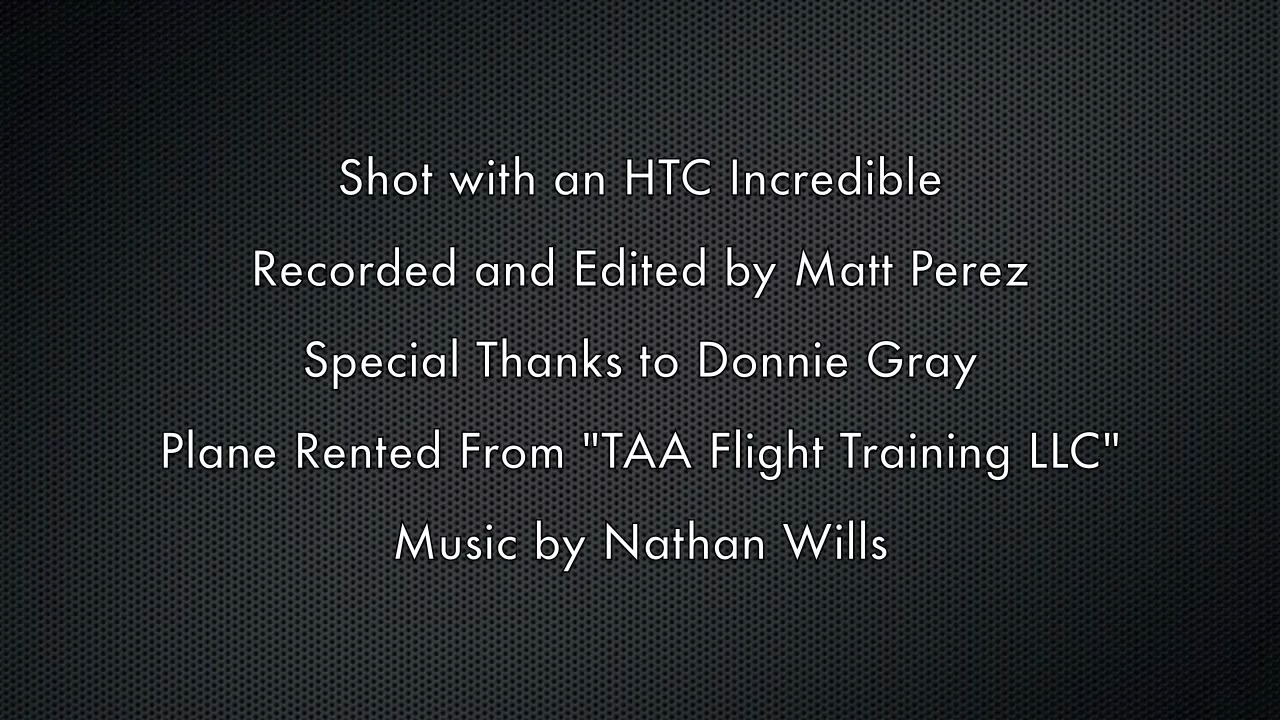 Shot with an HTC Incredible
Recorded and Edited by Matt Perez
Special Thanks to Donnie Gray
Plane Rented From "TAA Flight Training LLC"
Music by Nathan Wills